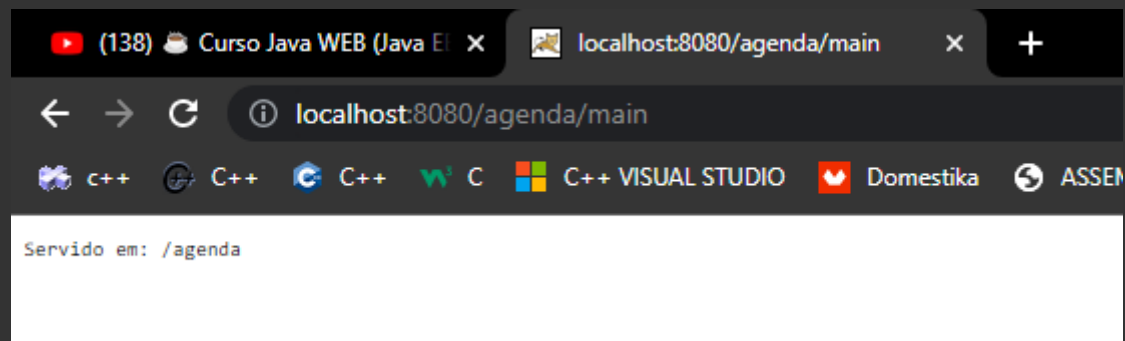 (138) ☕ Curso Java WEB (Java EE
localhost:8080/agenda/main
localhost:8080/agenda/main
c++ C++ C++ C C++ VISUAL STUDIO Domestika ASSEM
Servido em: /agenda